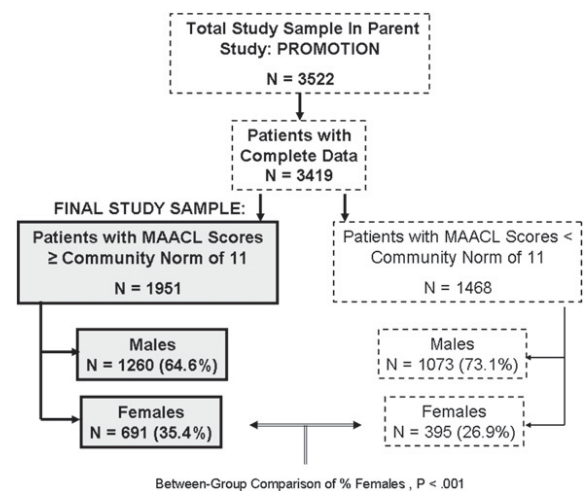 Total Study Sample In Parent
Study: PROMOTION
N = 3522
Patients with
Complete Data
N = 3419
FINAL STUDY SAMPLE:
Patients with MAACL Scores
≥ Community Norm of 11
N = 1951
Patients with MAACL Scores <
Community Norm of 11
N = 1468
Males
N = 1260 (64.6%)
Males
N = 1073 (73.1%)
Females
N = 691 (35.4%)
Females
N = 395 (26.9%)
Between-Group Comparison of % Females , P < .001